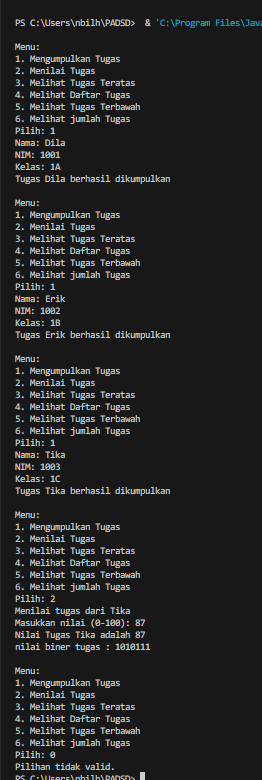 PS C:\Users\nbilh\PADSD>  & 'C:\Program Files\Java
Menu:
1. Mengumpulkan Tugas
2. Menilai Tugas
3. Melihat Tugas Teratas
4. Melihat Daftar Tugas
5. Melihat Tugas Terbawah
6. Melihat jumlah Tugas
Pilih: 1
Nama: Dila
NIM: 1001
Kelas: 1A
Tugas Dila berhasil dikumpulkan
Menu:
1. Mengumpulkan Tugas
2. Menilai Tugas
3. Melihat Tugas Teratas
4. Melihat Daftar Tugas
5. Melihat Tugas Terbawah
6. Melihat jumlah Tugas
Pilih: 1
Nama: Erik
NIM: 1002
Kelas: 1B
Tugas Erik berhasil dikumpulkan
Menu:
1. Mengumpulkan Tugas
2. Menilai Tugas
3. Melihat Tugas Teratas
4. Melihat Daftar Tugas
5. Melihat Tugas Terbawah
6. Melihat jumlah Tugas
Pilih: 1
Nama: Tika
NIM: 1003
Kelas: 1C
Tugas Tika berhasil dikumpulkan
Menu:
1. Mengumpulkan Tugas
2. Menilai Tugas
3. Melihat Tugas Teratas
4. Melihat Daftar Tugas
5. Melihat Tugas Terbawah
6. Melihat jumlah Tugas
Pilih: 2
Menilai tugas dari Tika
Masukkan nilai (0-100): 87
Nilai Tugas Tika adalah 87
nilai biner tugas : 1010111
Menu:
1. Mengumpulkan Tugas
2. Menilai Tugas
3. Melihat Tugas Teratas
4. Melihat Daftar Tugas
5. Melihat Tugas Terbawah
6. Melihat jumlah Tugas
Pilih: 0
Pilihan tidak valid.
PS C:\Users\nbilh\PADSD>